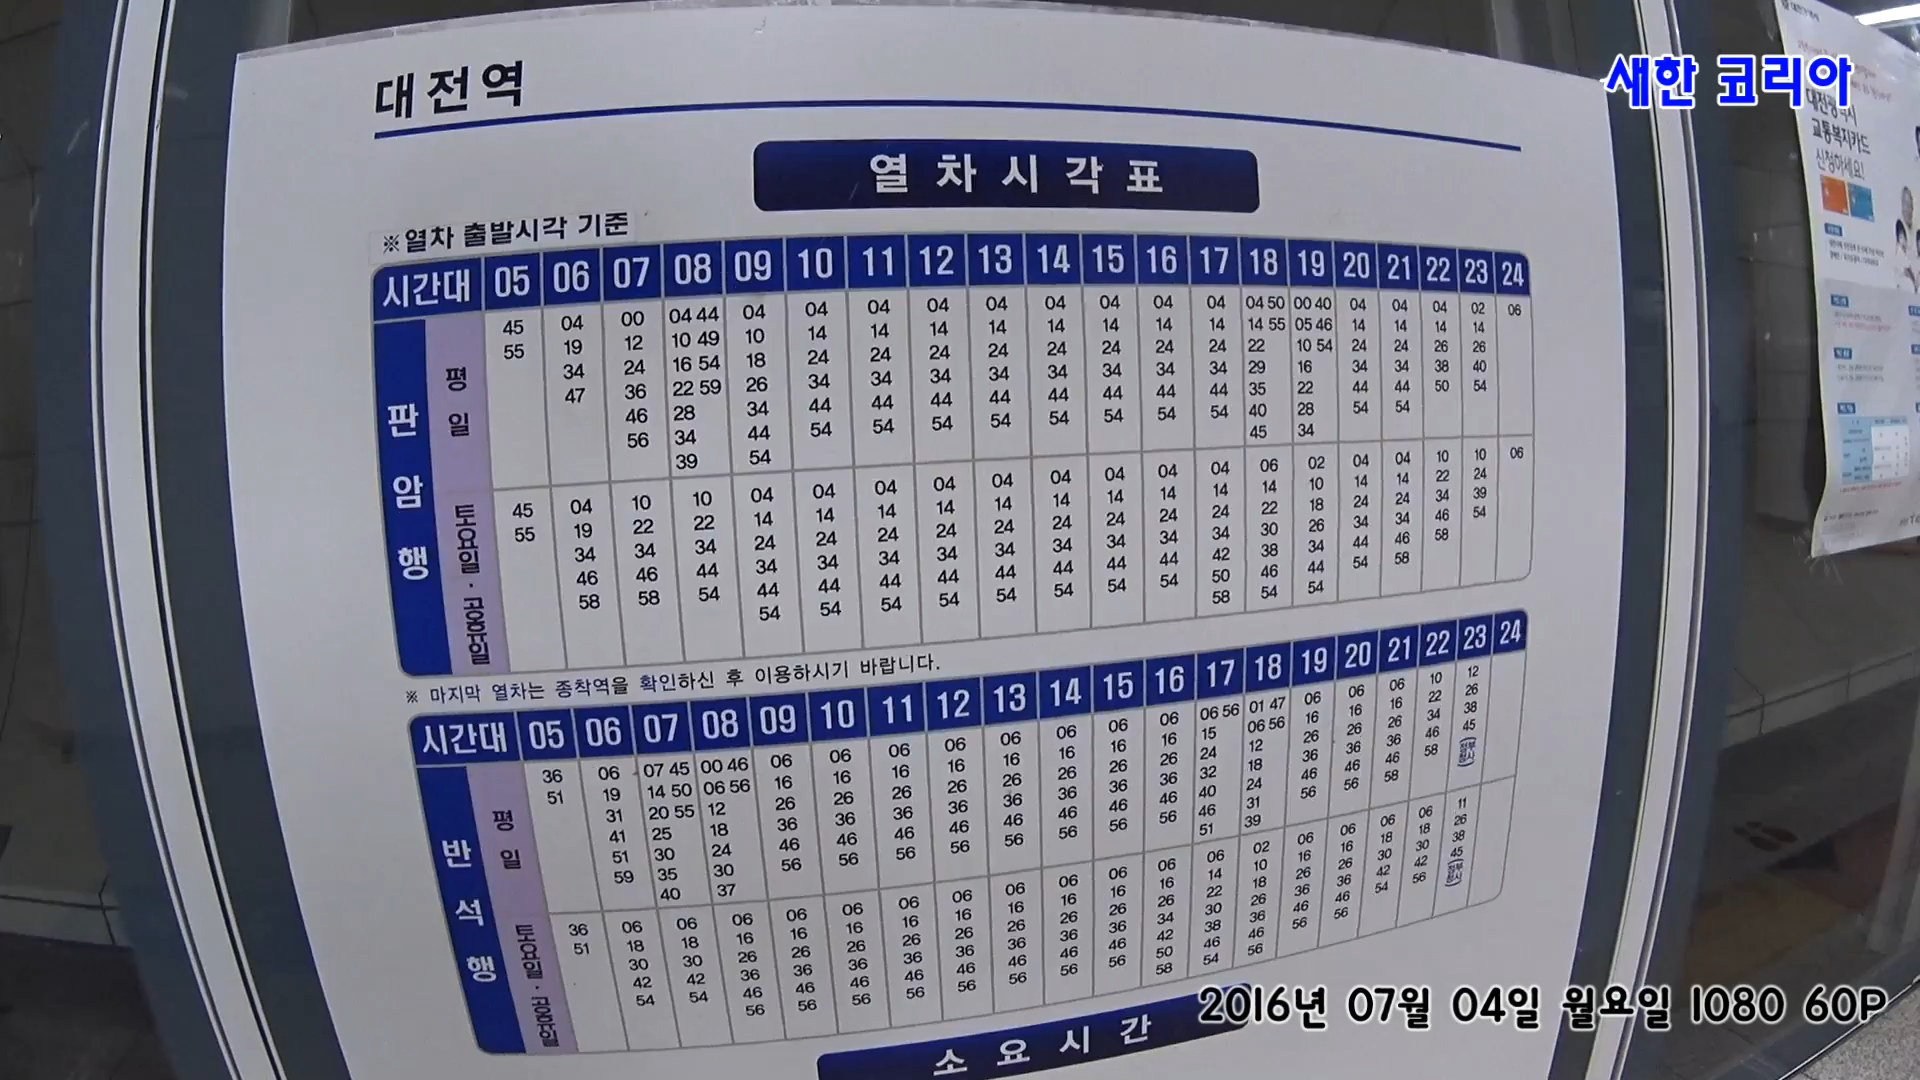 새한 코리아
대전역
열차시각표
※열차 출발시각 기준
시간대 05 06 07 08 09 10 11 12 13 14 15 16 17 18 19 20 21 22 23 24
판암행
평일
45 04 00 04 44 04 04 04 04 04 04 04 04 04 04 50 00 40 04 04 04 02 06
55 19 12 10 49 10 14 14 14 14 14 14 14 14 14 55 05 46 14 14 14 14
34 24 16 54 18 24 24 24 24 24 24 24 24 22 10 54 24 24 26 26
47 36 22 59 26 34 34 34 34 34 34 34 34 29 16 34 34 38 40
46 28 34 44 44 44 44 44 44 44 44 35 22 44 44 50 54
56 34 44 54 54 54 54 54 54 54 54 40 28 54 54
39 54 45 34
토요일·공휴일
45 04 10 10 04 04 04 04 04 04 04 04 04 06 02 04 04 10 10 06
55 19 22 22 14 14 14 14 14 14 14 14 14 14 10 14 14 22 24
34 34 34 24 24 24 24 24 24 24 24 24 22 18 24 24 34 39
46 46 44 34 34 34 34 34 34 34 34 34 30 26 34 34 46 54
58 58 54 44 44 44 44 44 44 44 44 42 38 34 44 46 58
54 54 54 54 54 54 54 54 50 46 44 54 58
58 54 54
※ 마지막 열차는 종착역을 확인하신 후 이용하시기 바랍니다.
시간대 05 06 07 08 09 10 11 12 13 14 15 16 17 18 19 20 21 22 23 24
반석행
평일
36 06 07 45 00 46 06 06 06 06 06 06 06 06 06 56 01 47 06 06 06 10 12
51 19 14 50 06 56 16 16 16 16 16 16 16 16 15 06 56 16 16 16 22 26
31 20 55 12 26 26 26 26 26 26 26 26 24 12 26 26 26 34 38
41 25 18 36 36 36 36 36 36 36 36 32 18 36 36 36 46 45
51 30 24 46 46 46 46 46 46 46 46 40 24 46 46 46 58 (정부청사)
59 35 30 56 56 56 56 56 56 56 56 46 31 56 56 58
40 37 51 39
토요일·공휴일
36 06 06 06 06 06 06 06 06 06 06 06 06 02 06 06 06 06 11
51 18 18 16 16 16 16 16 16 16 16 16 14 10 16 16 18 18 26
30 30 26 26 26 26 26 26 26 26 26 22 18 26 26 30 30 38
42 42 36 36 36 36 36 36 36 36 34 30 26 36 36 42 42 45
54 54 46 46 46 46 46 46 46 46 42 38 36 46 46 54 56 (정부청사)
56 56 56 56 56 56 56 50 46 46 56 56
58 54 56
소요시간
대전광역시
교통복지카드
신청하세요!
2016년 07월 04일 월요일 1080 60P